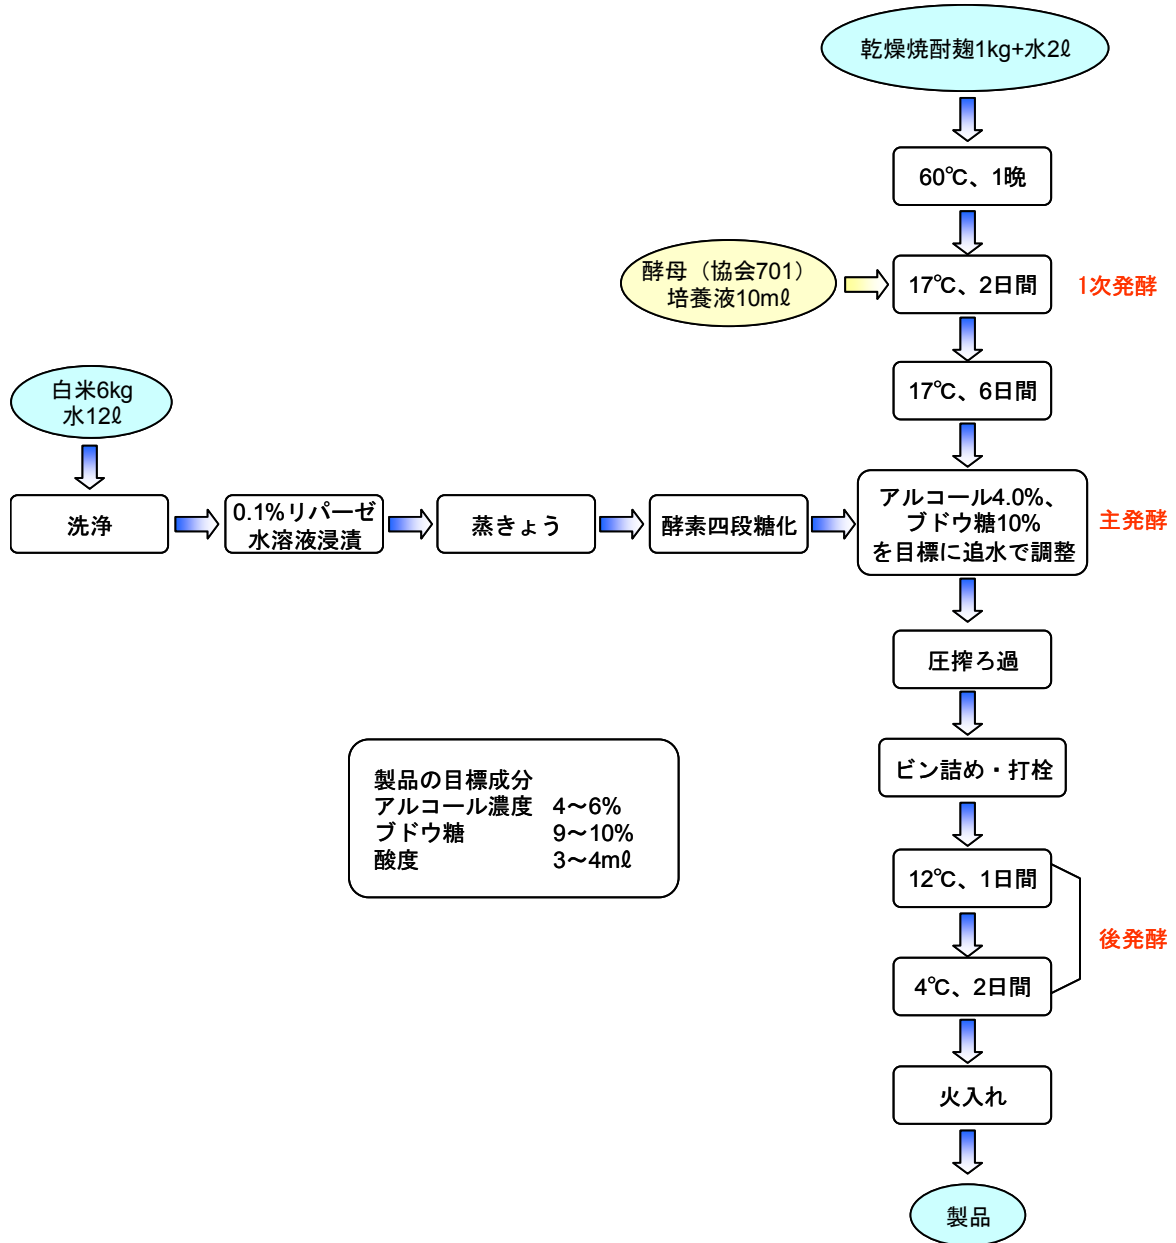 乾燥焼酎麹1kg+水2ℓ
60℃、1晩
酵母（協会701）
培養液10mℓ
17℃、2日間
1次発酵
17℃、6日間
白米6kg
水12ℓ
洗浄
0.1%リパーゼ
水溶液浸漬
蒸きょう
酵素四段糖化
アルコール4.0%、
ブドウ糖10%
を目標に追水で調整
主発酵
圧搾ろ過
ビン詰め・打栓
製品の目標成分
アルコール濃度 4～6%
ブドウ糖 9～10%
酸度 3～4mℓ
12℃、1日間
後発酵
4℃、2日間
火入れ
製品